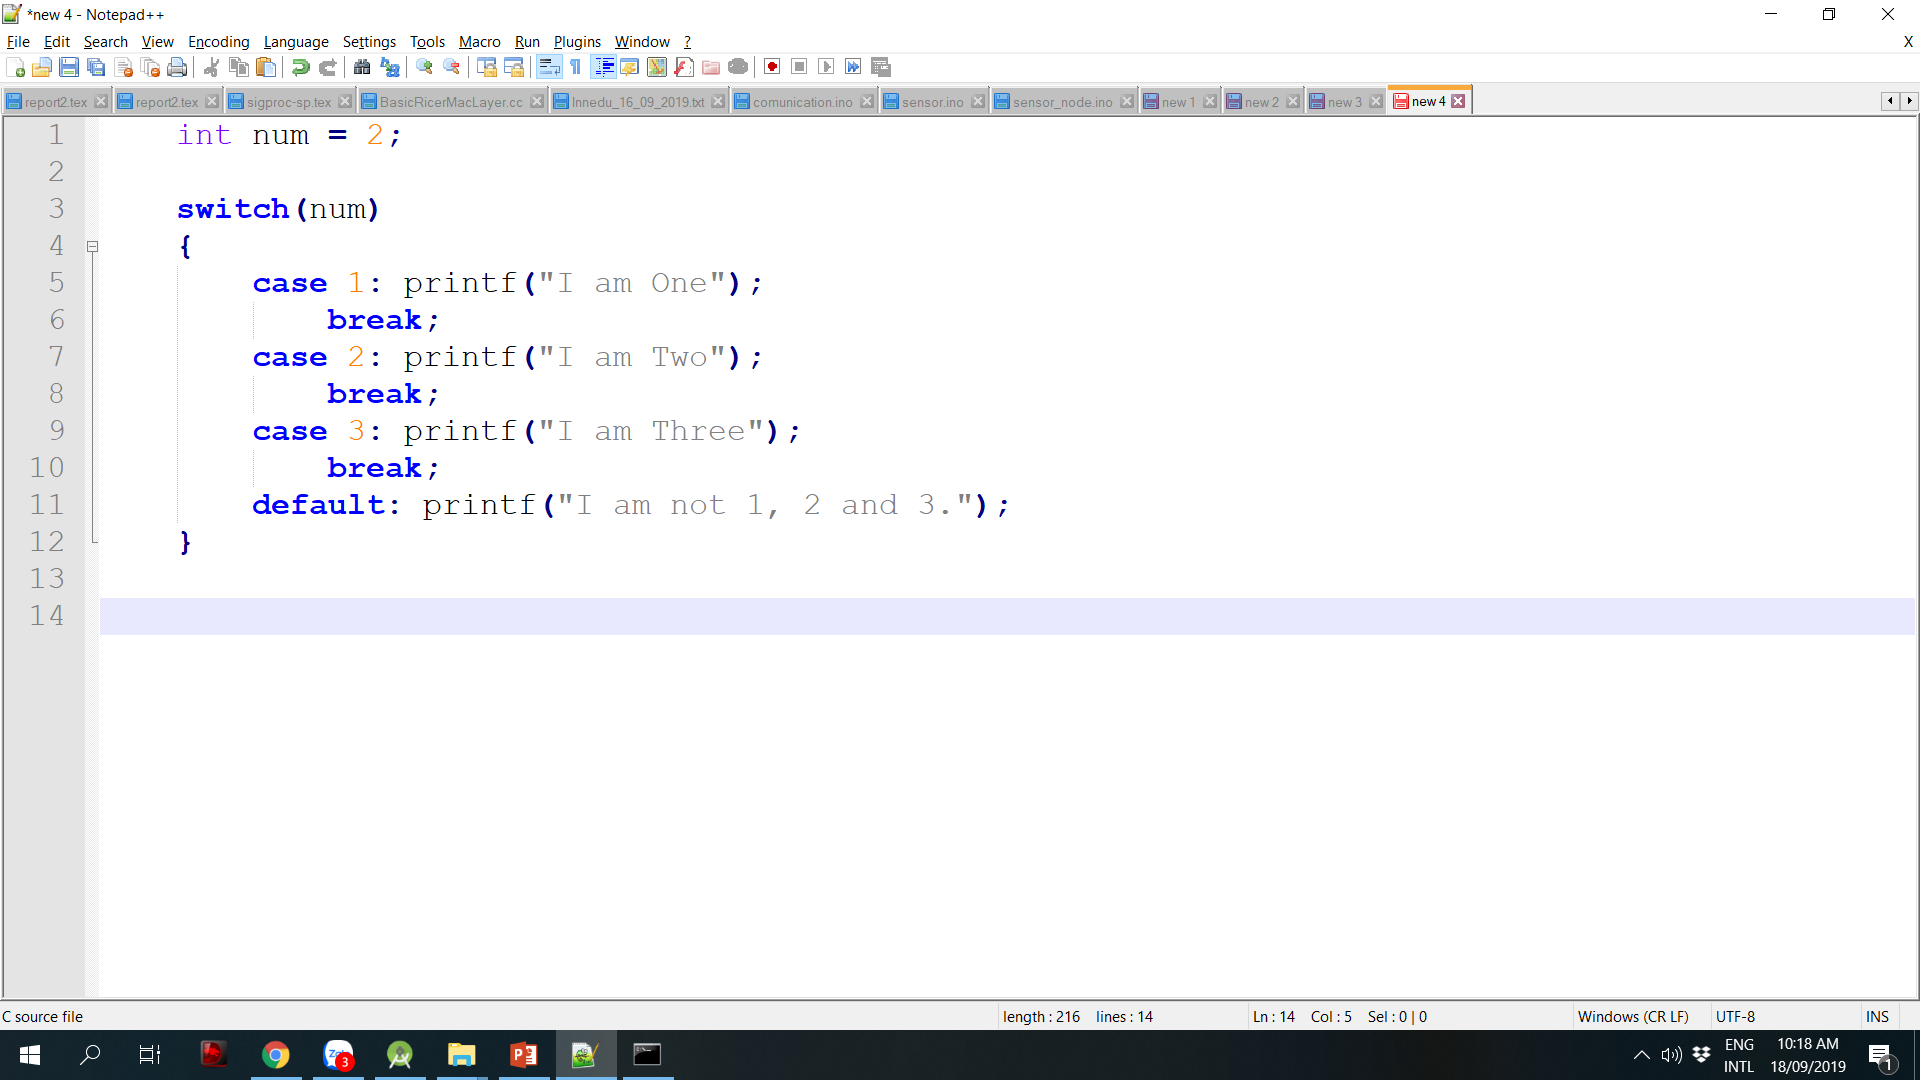 *new 4 - Notepad++
File Edit Search View Encoding Language Settings Tools Macro Run Plugins Window ? X
report2.tex report2.tex sigproc-sp.tex BasicRicerMacLayer.cc Innedu_16_09_2019.txt comunication.ino sensor.ino sensor_node.ino new 1 new 2 new 3 new 4
1 int num = 2;
2
3 switch(num)
4 {
5 case 1: printf("I am One");
6 break;
7 case 2: printf("I am Two");
8 break;
9 case 3: printf("I am Three");
10 break;
11 default: printf("I am not 1, 2 and 3.");
12 }
13
14
C source file length : 216 lines : 14 Ln : 14 Col : 5 Sel : 0 | 0 Windows (CR LF) UTF-8 INS
ENG 10:18 AM
INTL 18/09/2019
3
1